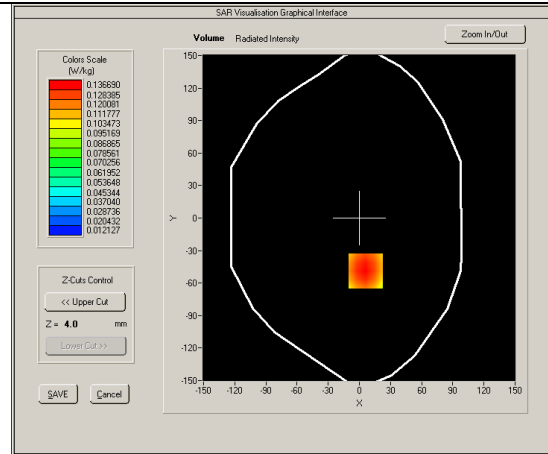 SAR Visualisation Graphical Interface
Volume Radiated Intensity
Zoom In/Out
Colors Scale
(W/kg)
0.136690
0.128385
0.120081
0.111777
0.103473
0.095169
0.086865
0.078561
0.070256
0.061952
0.053648
0.045344
0.037040
0.028736
0.020432
0.012127
Z-Cuts Control
<< Upper Cut
Z = 4.0 mm
Lower Cut >>
SAVE Cancel
150
120
90
60
30
0
-30
-60
-90
-120
-150
Y
-150 -120 -90 -60 -30 0 30 60 90 120 150
X